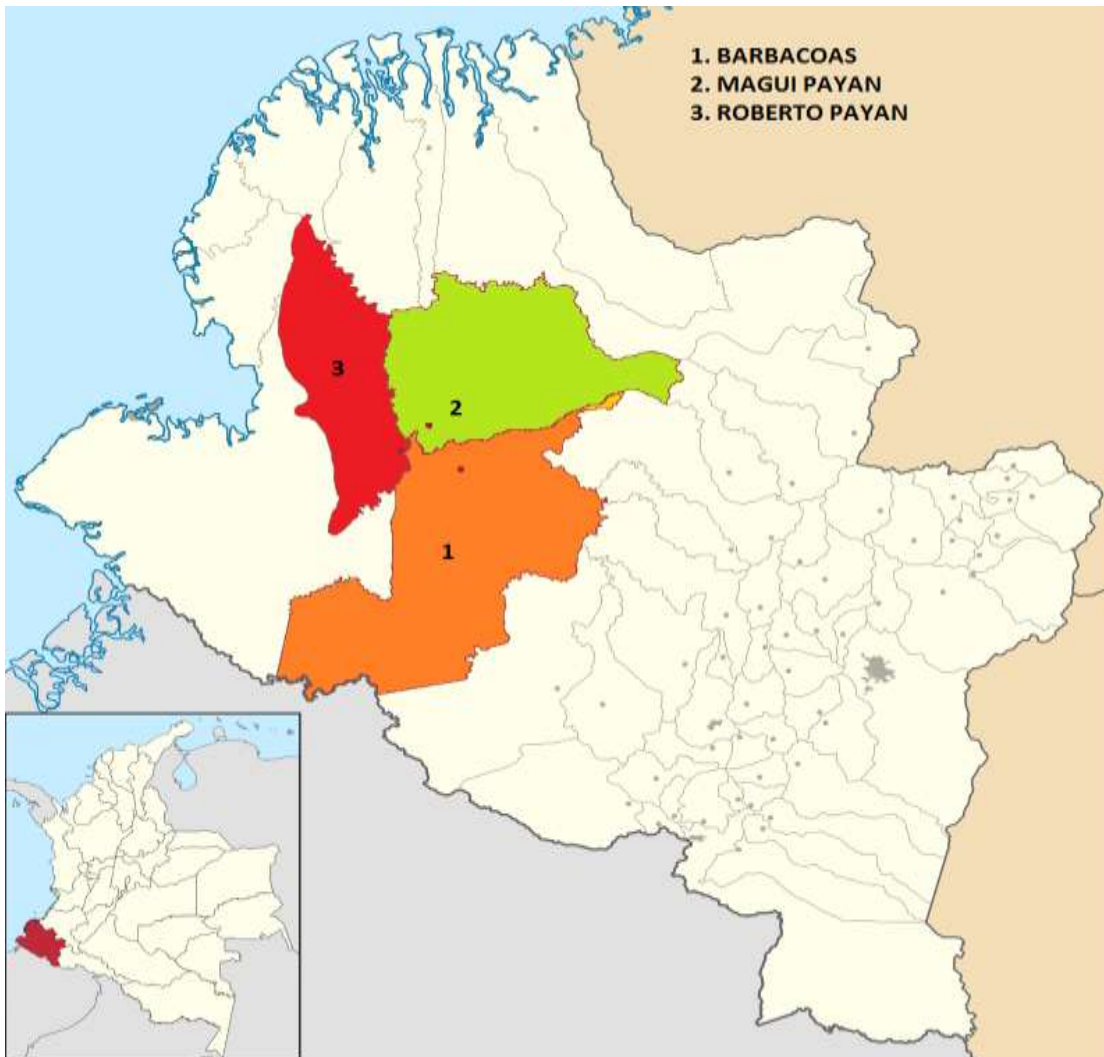 1. BARBACOAS
2. MAGUI PAYAN
3. ROBERTO PAYAN
3
2
1